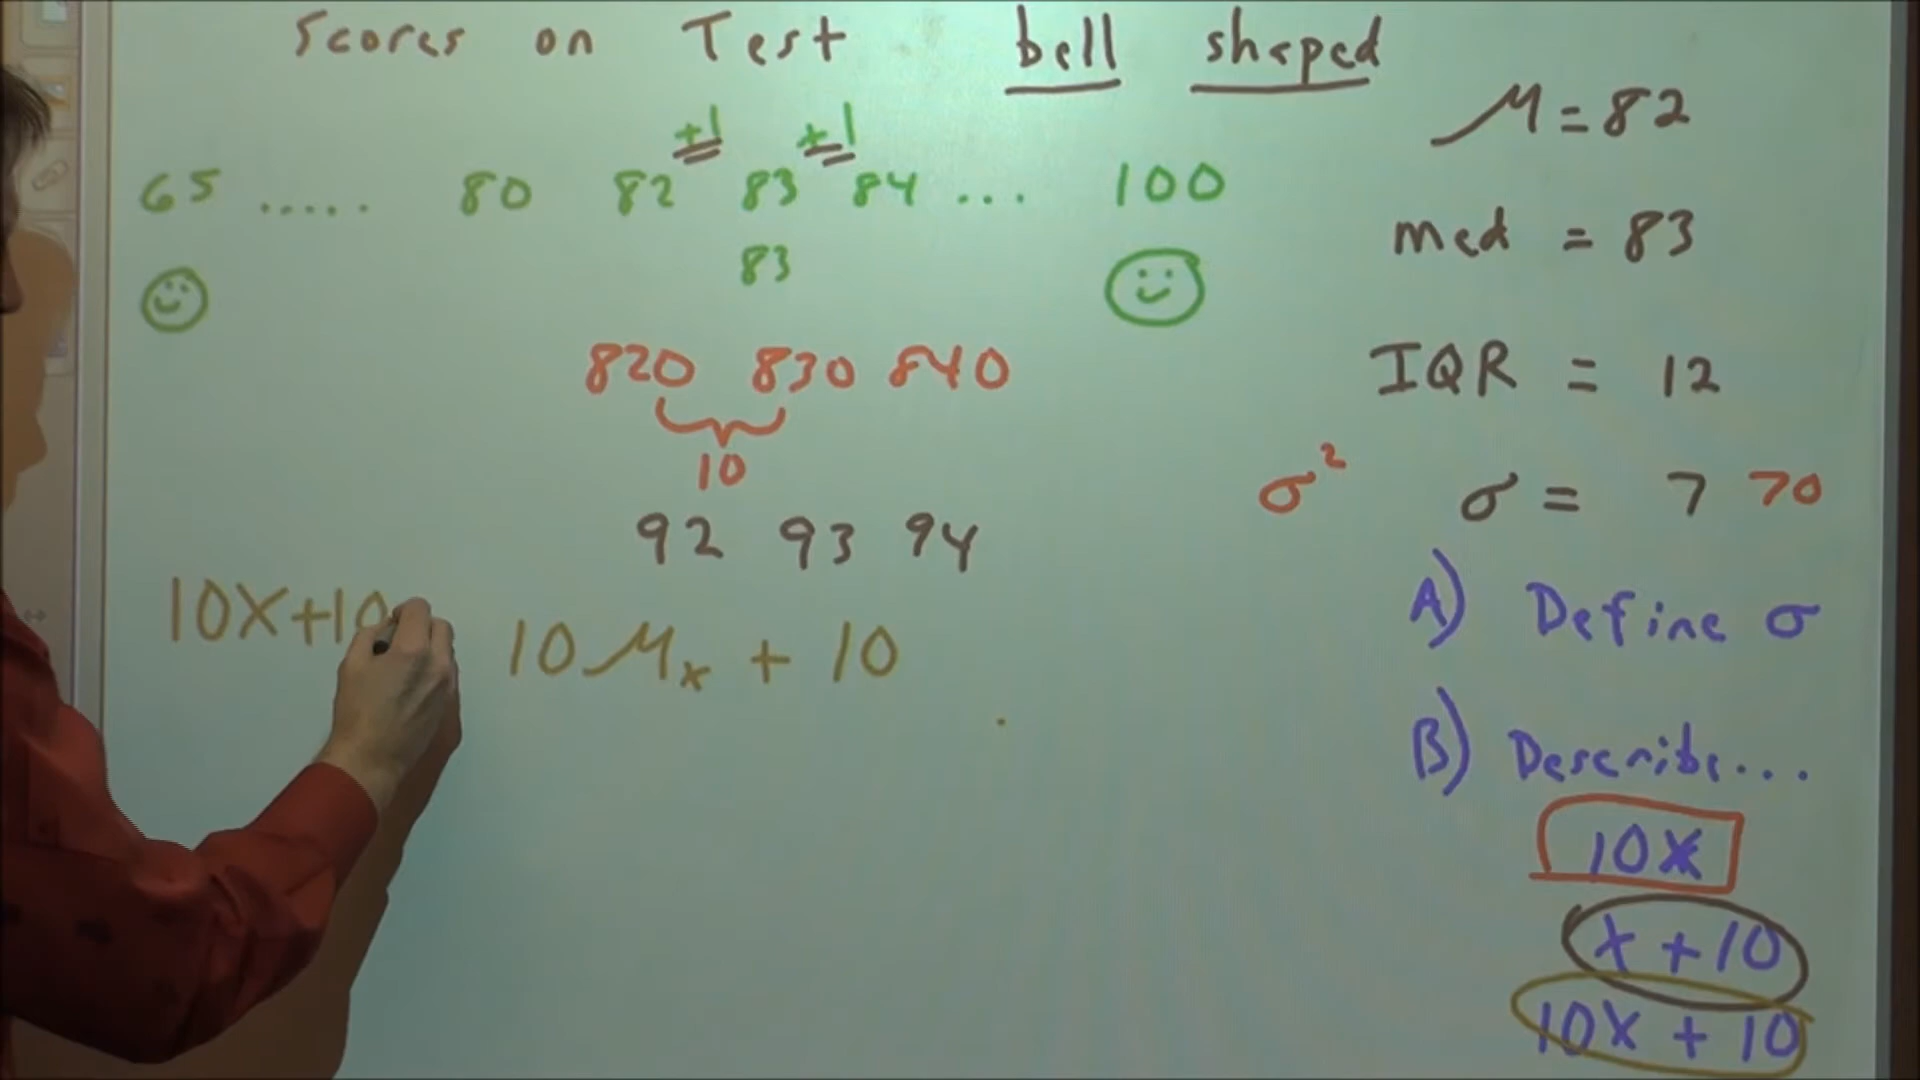 Scores on Test bell shaped
μ = 82
+1 +1
65 ..... 80 82 83 84 ... 100
83
med = 83
820 830 840
10
IQR = 12
σ² σ = 7 70
92 93 94
A) Define σ
10X+10
10μₓ + 10
B) Describe...
10x
x + 10
10x + 10